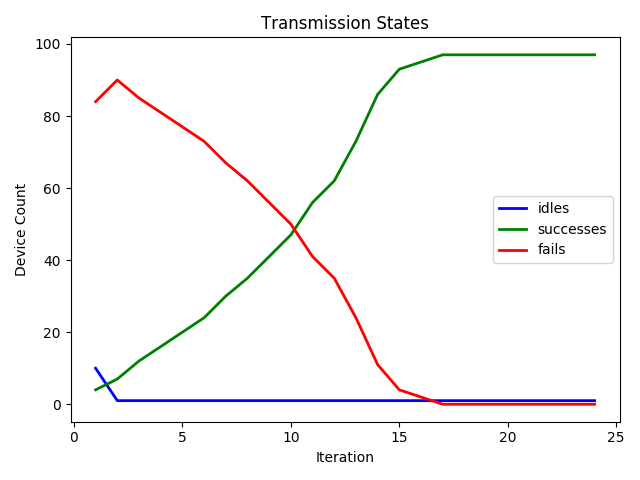 Transmission States
Device Count
100
80
60
40
20
0
idles
successes
fails
0 5 10 15 20 25
Iteration